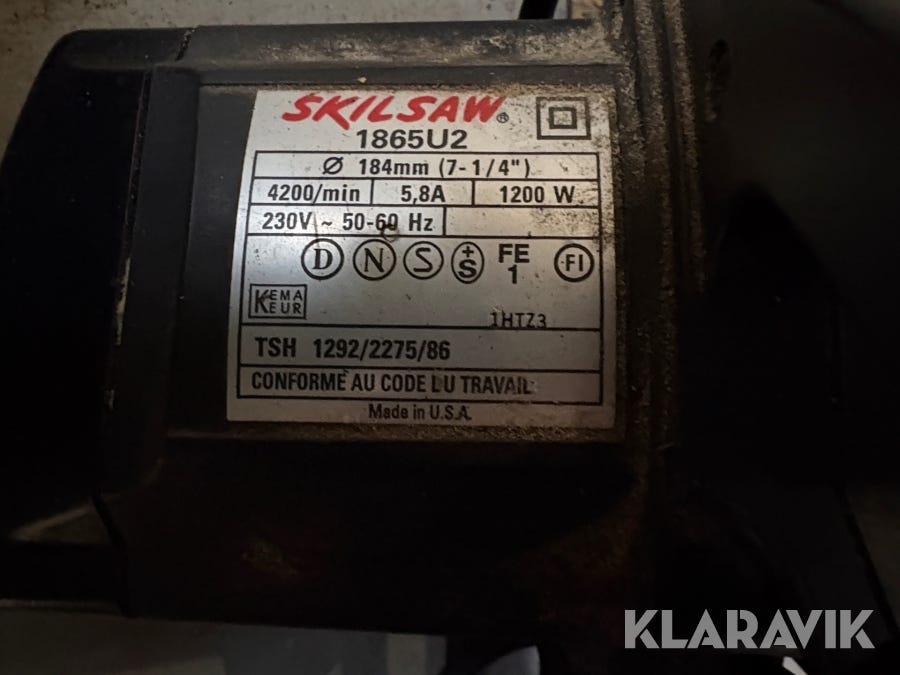 SKILSAW®
1865U2
Ø 184mm (7-1/4")
4200/min 5,8A 1200 W
230V ~ 50-60 Hz
D N S +S FE 1 FI
KEMA KEUR
1HTZ3
TSH 1292/2275/86
CONFORME AU CODE DU TRAVAIL
Made in U.S.A.
KLARAVIK